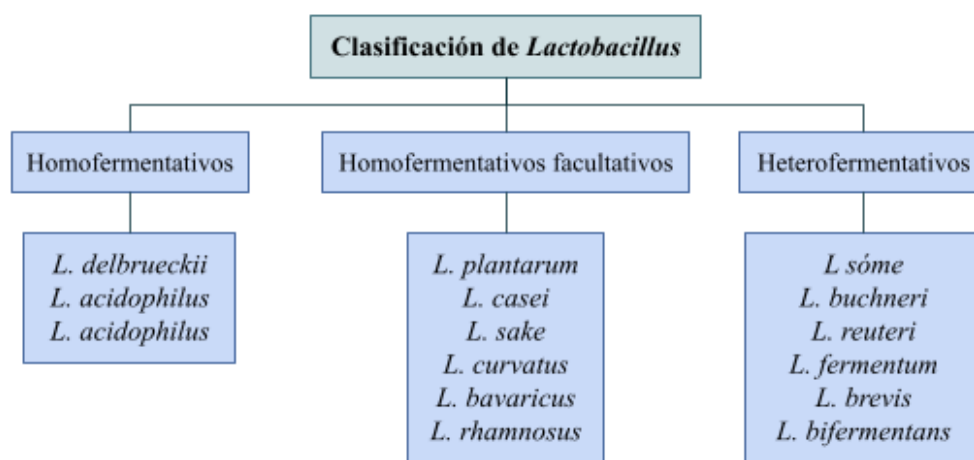 Clasificación de Lactobacillus
Homofermentativos
L. delbrueckii
L. acidophilus
L. acidophilus
Homofermentativos facultativos
L. plantarum
L. casei
L. sake
L. curvatus
L. bavaricus
L. rhamnosus
Heterofermentativos
L sóme
L. buchneri
L. reuteri
L. fermentum
L. brevis
L. bifermentans